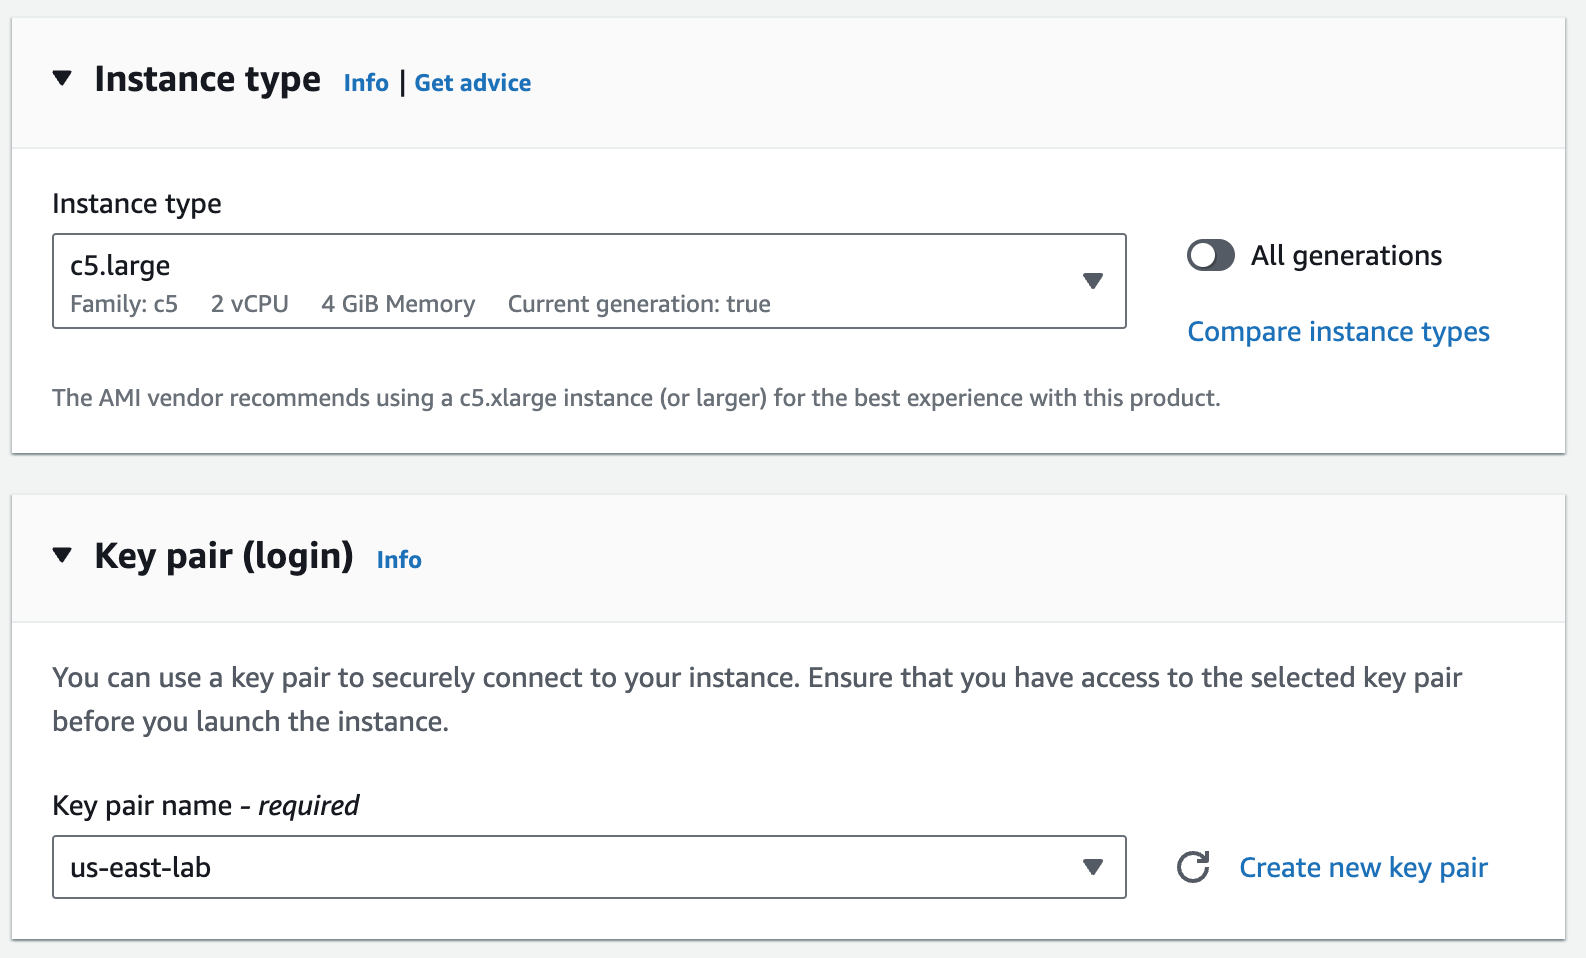 Instance type Info | Get advice
Instance type
c5.large
Family: c5 2 vCPU 4 GiB Memory Current generation: true
All generations
Compare instance types
The AMI vendor recommends using a c5.xlarge instance (or larger) for the best experience with this product.
Key pair (login) Info
You can use a key pair to securely connect to your instance. Ensure that you have access to the selected key pair
before you launch the instance.
Key pair name - required
us-east-lab
Create new key pair